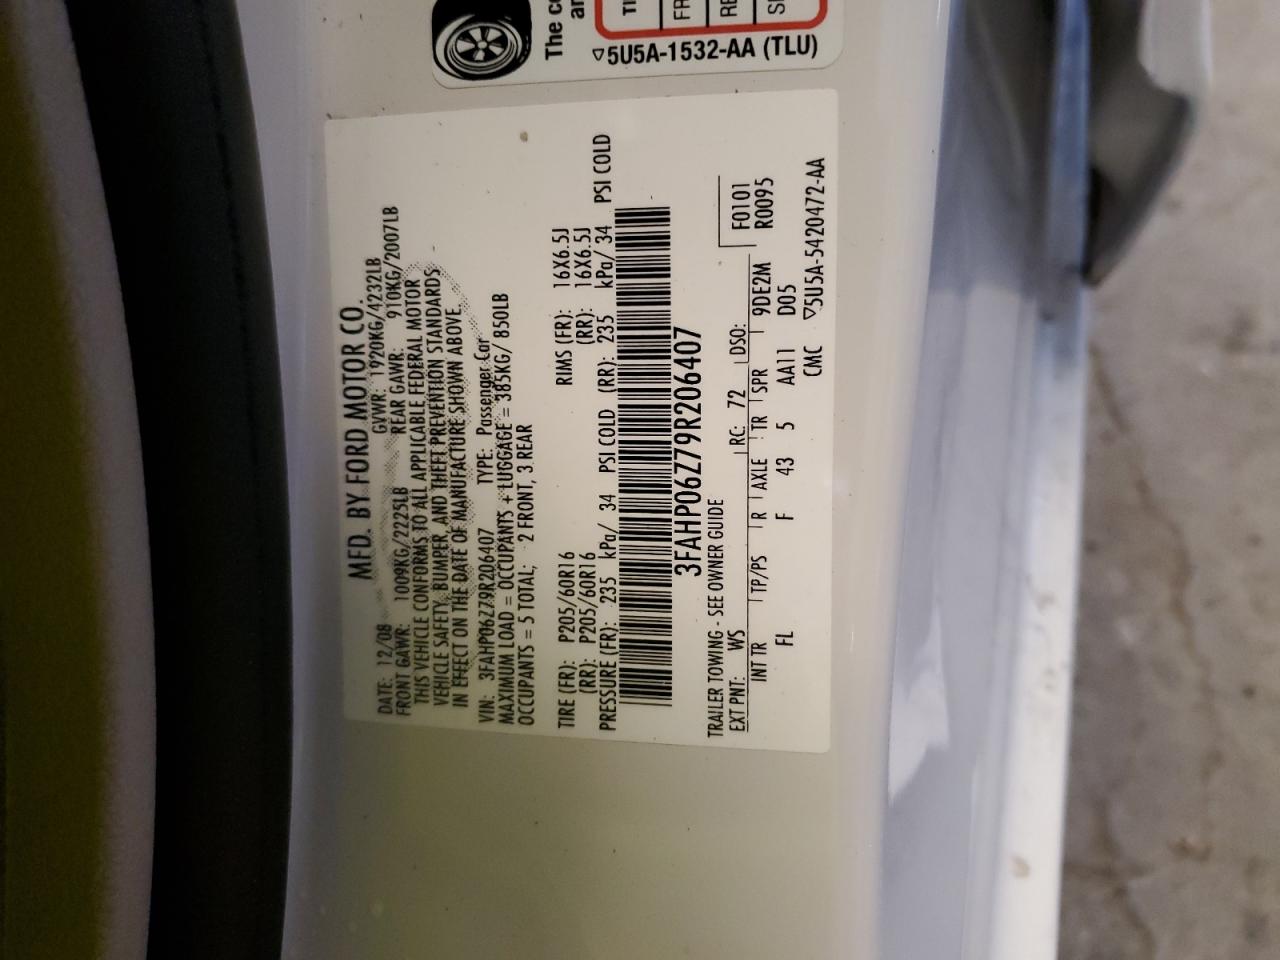 The co
an
TI
FR
RE
S
▽5U5A-1532-AA (TLU)
MFD. BY FORD MOTOR CO.
DATE: 12/08 GVWR: 1920KG/4232LB
FRONT GAWR: 1009KG/2225LB REAR GAWR: 910KG/2007LB
THIS VEHICLE CONFORMS TO ALL APPLICABLE FEDERAL MOTOR
VEHICLE SAFETY, BUMPER, AND THEFT PREVENTION STANDARDS
IN EFFECT ON THE DATE OF MANUFACTURE SHOWN ABOVE.
VIN: 3FAHP06Z79R206407 TYPE: Passenger Car
MAXIMUM LOAD = OCCUPANTS + LUGGAGE = 385KG/ 850LB
OCCUPANTS = 5 TOTAL; 2 FRONT, 3 REAR
TIRE (FR): P205/60R16 RIMS (FR): 16X6.5J
(RR): P205/60R16 (RR): 16X6.5J
PRESSURE (FR): 235 kPa/ 34 PSI COLD (RR): 235 kPa/ 34 PSI COLD
3FAHP06Z79R206407
TRAILER TOWING - SEE OWNER GUIDE F0101
EXT PNT: WS RC: 72 DSO: R0095
INT TR TP/PS R AXLE TR SPR 9DE2M
FL F 43 5 AA11 D05
CMC ▽5U5A-5420472-AA